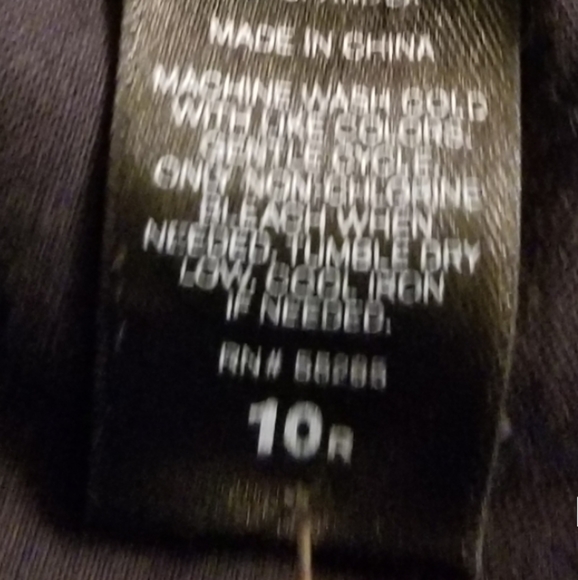 MADE IN CHINA
MACHINE WASH COLD
WITH LIKE COLORS.
GENTLE CYCLE.
ONLY NON-CHLORINE
BLEACH WHEN
NEEDED. TUMBLE DRY
LOW, COOL IRON
IF NEEDED.
RN#
10R